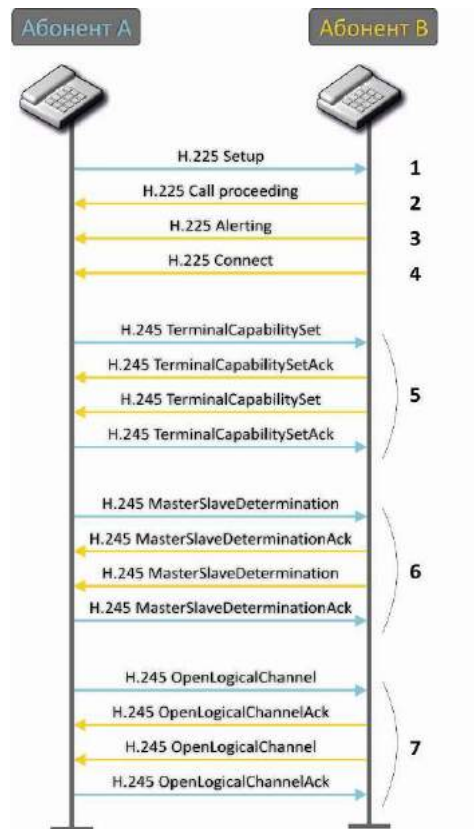 Абонент A Абонент B
H.225 Setup 1
H.225 Call proceeding 2
H.225 Alerting 3
H.225 Connect 4
H.245 TerminalCapabilitySet
H.245 TerminalCapabilitySetAck
5
H.245 TerminalCapabilitySet
H.245 TerminalCapabilitySetAck
H.245 MasterSlaveDetermination
H.245 MasterSlaveDeterminationAck
6
H.245 MasterSlaveDetermination
H.245 MasterSlaveDeterminationAck
H.245 OpenLogicalChannel
H.245 OpenLogicalChannelAck
7
H.245 OpenLogicalChannel
H.245 OpenLogicalChannelAck